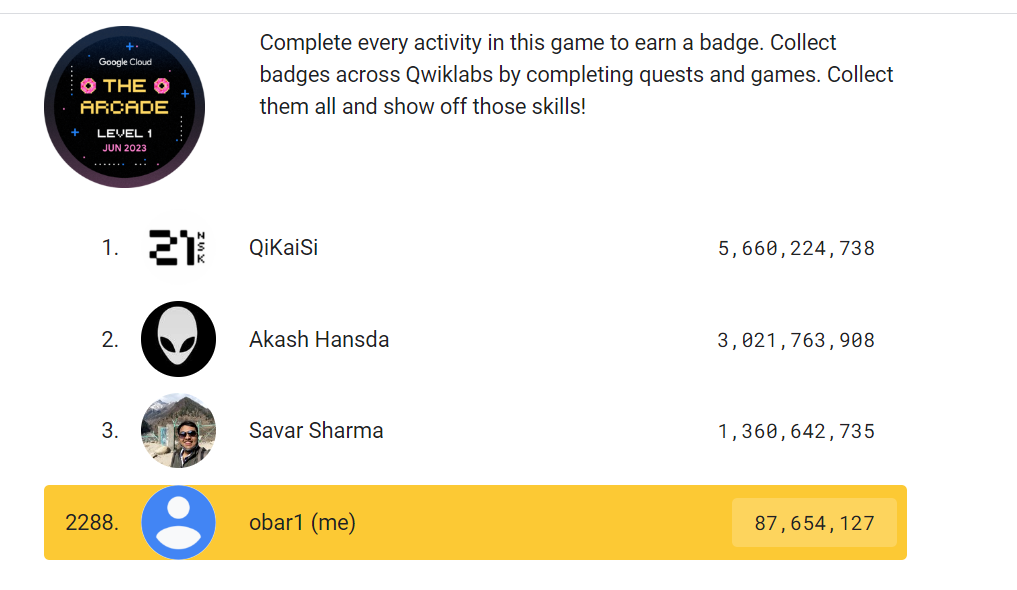 Google Cloud
THE
ARCADE
LEVEL 1
JUN 2023
Complete every activity in this game to earn a badge. Collect
badges across Qwiklabs by completing quests and games. Collect
them all and show off those skills!
1. 21 NSK QiKaiSi 5,660,224,738
2. Akash Hansda 3,021,763,908
3. Savar Sharma 1,360,642,735
2288. obar1 (me) 87,654,127